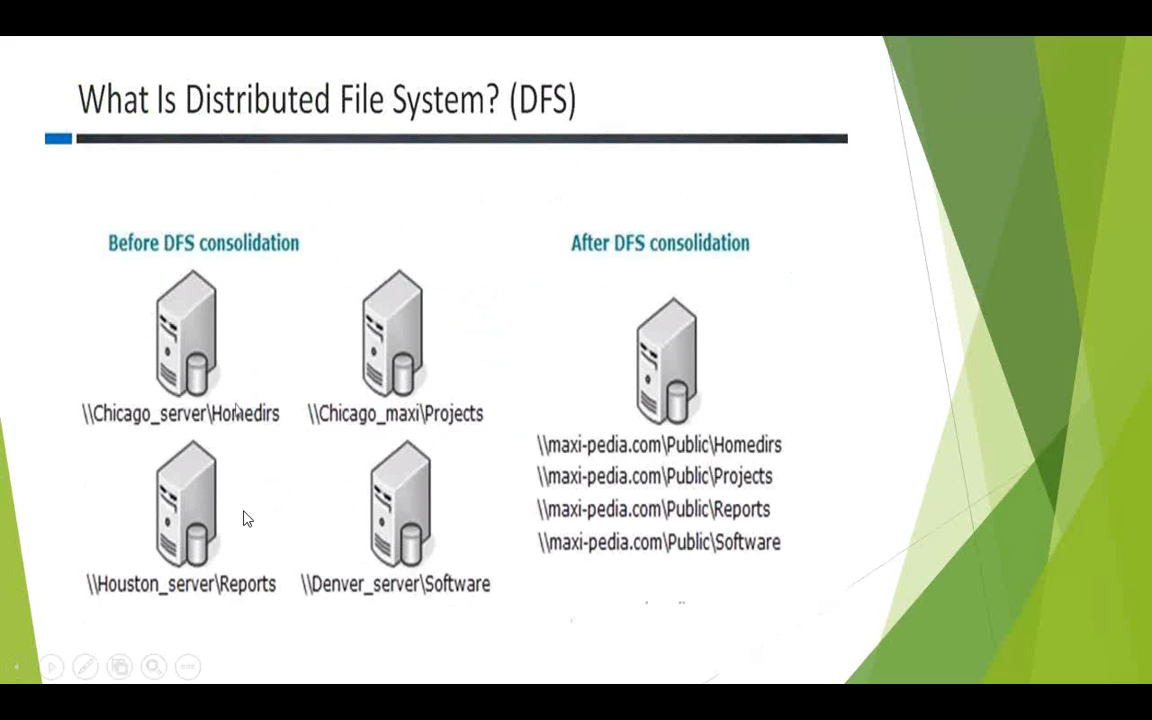 What Is Distributed File System? (DFS)
Before DFS consolidation
\\Chicago_server\Homedirs
\\Chicago_maxi\Projects
\\Houston_server\Reports
\\Denver_server\Software
After DFS consolidation
\\maxi-pedia.com\Public\Homedirs
\\maxi-pedia.com\Public\Projects
\\maxi-pedia.com\Public\Reports
\\maxi-pedia.com\Public\Software